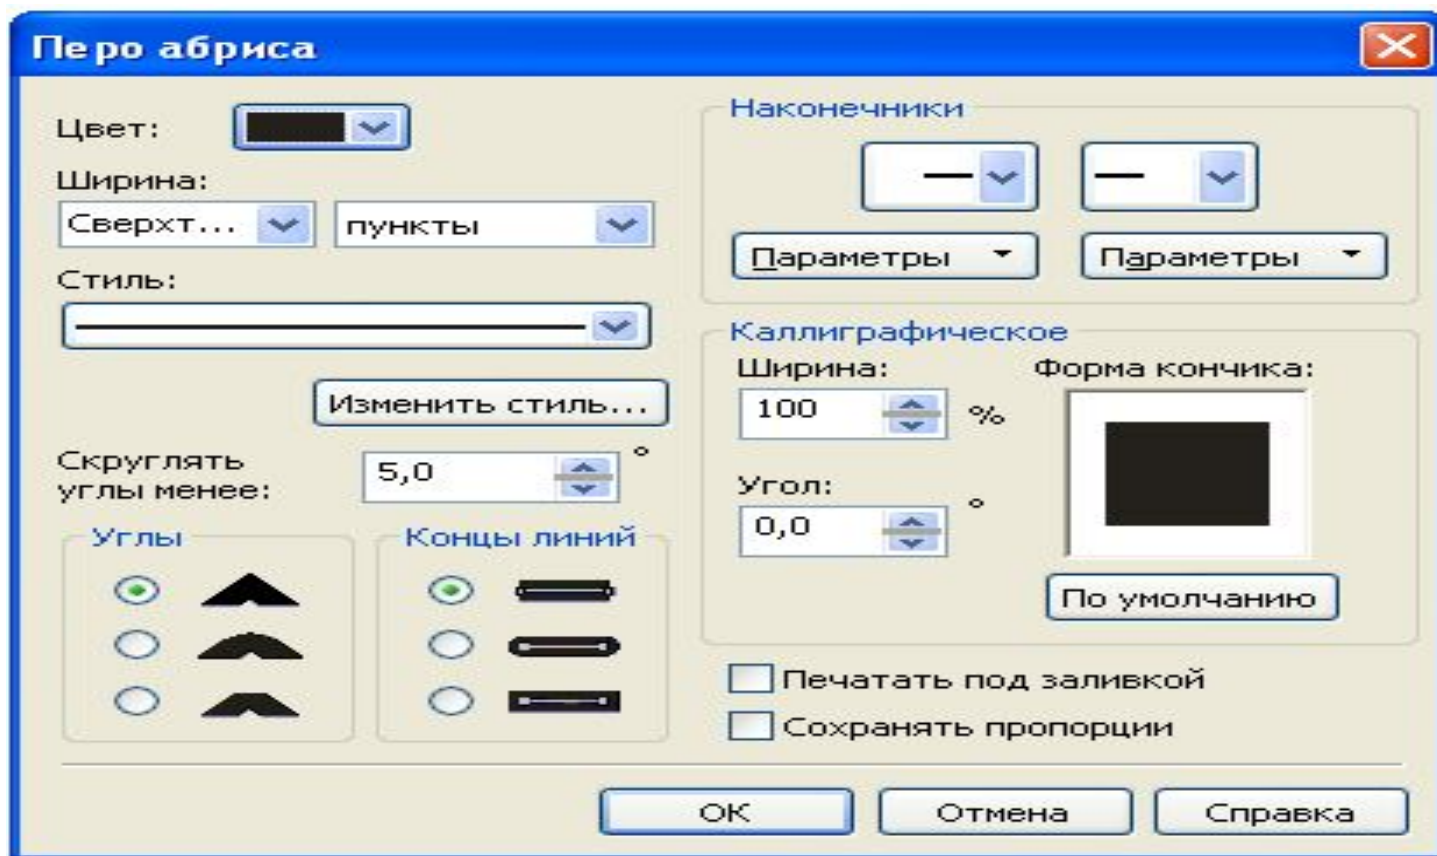 Перо абриса
Цвет:
Ширина:
Сверхт... пункты
Стиль:
Изменить стиль...
Скруглять
углы менее: 5,0 °
Углы
Концы линий
Наконечники
Параметры Параметры
Каллиграфическое
Ширина:
100 %
Угол:
0,0 °
Форма кончика:
По умолчанию
Печатать под заливкой
Сохранять пропорции
ОК Отмена Справка